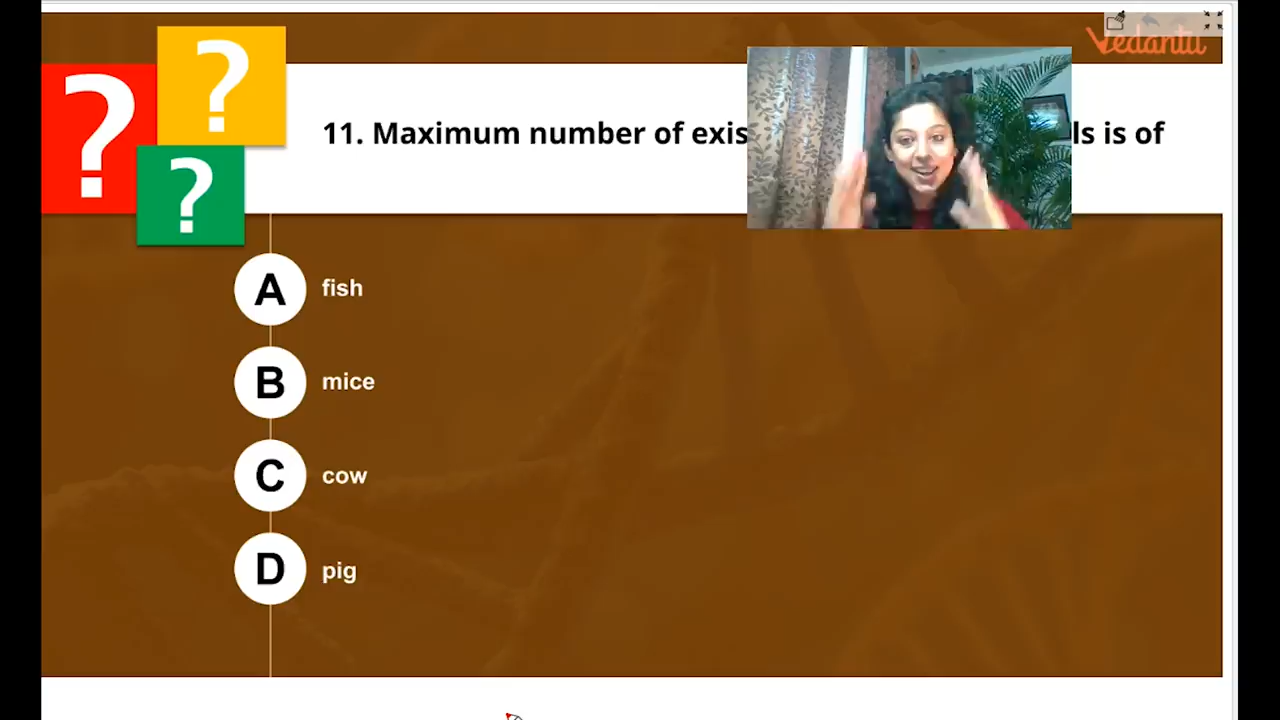 Vedantu
? ? ?
11. Maximum number of exis ls is of
A fish
B mice
C cow
D pig